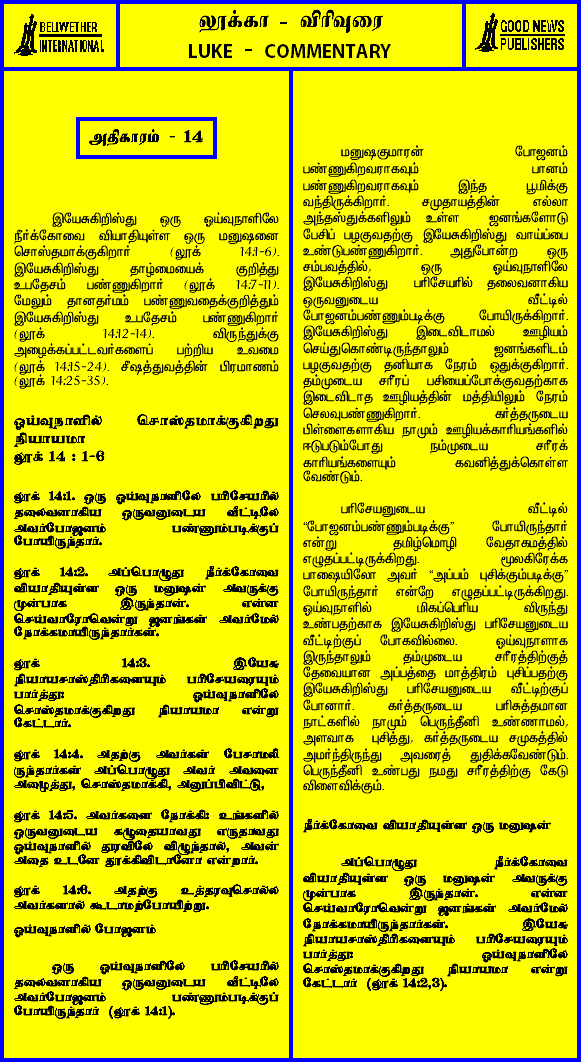 BELLWETHER
INTERNATIONAL
லூக்கா - விரிவுரை
LUKE - COMMENTARY
GOOD NEWS
PUBLISHERS
அதிகாரம் - 14
இயேசுகிறிஸ்து ஒரு ஓய்வுநாளிலே
நீர்க்கோவை வியாதியுள்ள ஒரு மனுஷனை
சொஸ்தமாக்குகிறார் (லூக் 14:1-6).
இயேசுகிறிஸ்து தாழ்மையைக் குறித்து
உபதேசம் பண்ணுகிறார் (லூக் 14:7-11).
மேலும் தானதர்மம் பண்ணுவதைக்குறித்தும்
இயேசுகிறிஸ்து உபதேசம் பண்ணுகிறார்
(லூக் 14:12-14). விருந்துக்கு
அழைக்கப்பட்டவர்களைப் பற்றிய உவமை
(லூக் 14:15-24). சீஷத்துவத்தின் பிரமாணம்
(லூக் 14:25-35).
ஓய்வுநாளில் சொஸ்தமாக்குகிறது
நியாயமா
லூக் 14 : 1-6
லூக் 14:1. ஒரு ஓய்வுநாளிலே பரிசேயரில்
தலைவனாகிய ஒருவனுடைய வீட்டிலே
அவர்போஜனம் பண்ணும்படிக்குப்
போயிருந்தார்.
லூக் 14:2. அப்பொழுது நீர்க்கோவை
வியாதியுள்ள ஒரு மனுஷன் அவருக்கு
முன்பாக இருந்தான். என்ன
செய்வாரோவென்று ஜனங்கள் அவர்மேல்
நோக்கமாயிருந்தார்கள்.
லூக் 14:3. இயேசு
நியாயசாஸ்திரிகளையும் பரிசேயரையும்
பார்த்து: ஓய்வுநாளிலே
சொஸ்தமாக்குகிறது நியாயமா என்று
கேட்டார்.
லூக் 14:4. அதற்கு அவர்கள் பேசாமலி
ருந்தார்கள் அப்பொழுது அவர் அவனை
அழைத்து, சொஸ்தமாக்கி, அனுப்பிவிட்டு,
லூக் 14:5. அவர்களை நோக்கி: உங்களில்
ஒருவனுடைய கழுதையாவது எருதாவது
ஓய்வுநாளில் துரவிலே விழுந்தால், அவன்
அதை உடனே தூக்கிவிடானோ என்றார்.
லூக் 14:6. அதற்கு உத்தரவுசொல்ல
அவர்களால் கூடாமற்போயிற்று.
ஓய்வுநாளில் போஜனம்
ஒரு ஓய்வுநாளிலே பரிசேயரில்
தலைவனாகிய ஒருவனுடைய வீட்டிலே
அவர்போஜனம் பண்ணும்படிக்குப்
போயிருந்தார் (லூக் 14:1).
மனுஷகுமாரன் போஜனம்
பண்ணுகிறவராகவும் பானம்
பண்ணுகிறவராகவும் இந்த பூமிக்கு
வந்திருக்கிறார். சமுதாயத்தின் எல்லா
அந்தஸ்துக்களிலும் உள்ள ஜனங்களோடு
பேசிப் பழகுவதற்கு இயேசுகிறிஸ்து வாய்ப்பை
உண்டுபண்ணுகிறார். அதுபோன்ற ஒரு
சம்பவத்தில், ஒரு ஓய்வுநாளிலே
இயேசுகிறிஸ்து பரிசேயரில் தலைவனாகிய
ஒருவனுடைய வீட்டில்
போஜனம்பண்ணும்படிக்கு போயிருக்கிறார்.
இயேசுகிறிஸ்து இடைவிடாமல் ஊழியம்
செய்துகொண்டிருந்தாலும் ஜனங்களிடம்
பழகுவதற்கு தனியாக நேரம் ஒதுக்குகிறார்.
தம்முடைய சரீரப் பசியைப்போக்குவதற்காக
இடைவிடாத ஊழியத்தின் மத்தியிலும் நேரம்
செலவுபண்ணுகிறார். கர்த்தருடைய
பிள்ளைகளாகிய நாமும் ஊழியக்காரியங்களில்
ஈடுபடும்போது நம்முடைய சரீரக்
காரியங்களையும் கவனித்துக்கொள்ள
வேண்டும்.
பரிசேயனுடைய வீட்டில்
“போஜனம்பண்ணும்படிக்கு” போயிருந்தார்
என்று தமிழ்மொழி வேதாகமத்தில்
எழுதப்பட்டிருக்கிறது. மூலகிரேக்க
பாஷையிலோ அவர் “அப்பம் புசிக்கும்படிக்கு”
போயிருந்தார் என்றே எழுதப்பட்டிருக்கிறது.
ஓய்வுநாளில் மிகப்பெரிய விருந்து
உண்பதற்காக இயேசுகிறிஸ்து பரிசேயனுடைய
வீட்டிற்குப் போகவில்லை. ஓய்வுநாளாக
இருந்தாலும் தம்முடைய சரீரத்திற்குத்
தேவையான அப்பத்தை மாத்திரம் புசிப்பதற்கு
இயேசுகிறிஸ்து பரிசேயனுடைய வீட்டிற்குப்
போனார். கர்த்தருடைய பரிசுத்தமான
நாட்களில் நாமும் பெருந்தீனி உண்ணாமல்,
அளவாக புசித்து, கர்த்தருடைய சமுகத்தில்
அமர்ந்திருந்து அவரைத் துதிக்கவேண்டும்.
பெருந்தீனி உண்பது நமது சரீரத்திற்கு கேடு
விளைவிக்கும்.
நீர்க்கோவை வியாதியுள்ள ஒரு மனுஷன்
அப்பொழுது நீர்க்கோவை
வியாதியுள்ள ஒரு மனுஷன் அவருக்கு
முன்பாக இருந்தான். என்ன
செய்வாரோவென்று ஜனங்கள் அவர்மேல்
நோக்கமாயிருந்தார்கள். இயேசு
நியாயசாஸ்திரிகளையும் பரிசேயரையும்
பார்த்து: ஓய்வுநாளிலே
சொஸ்தமாக்குகிறது நியாயமா என்று
கேட்டார் (லூக் 14:2,3).